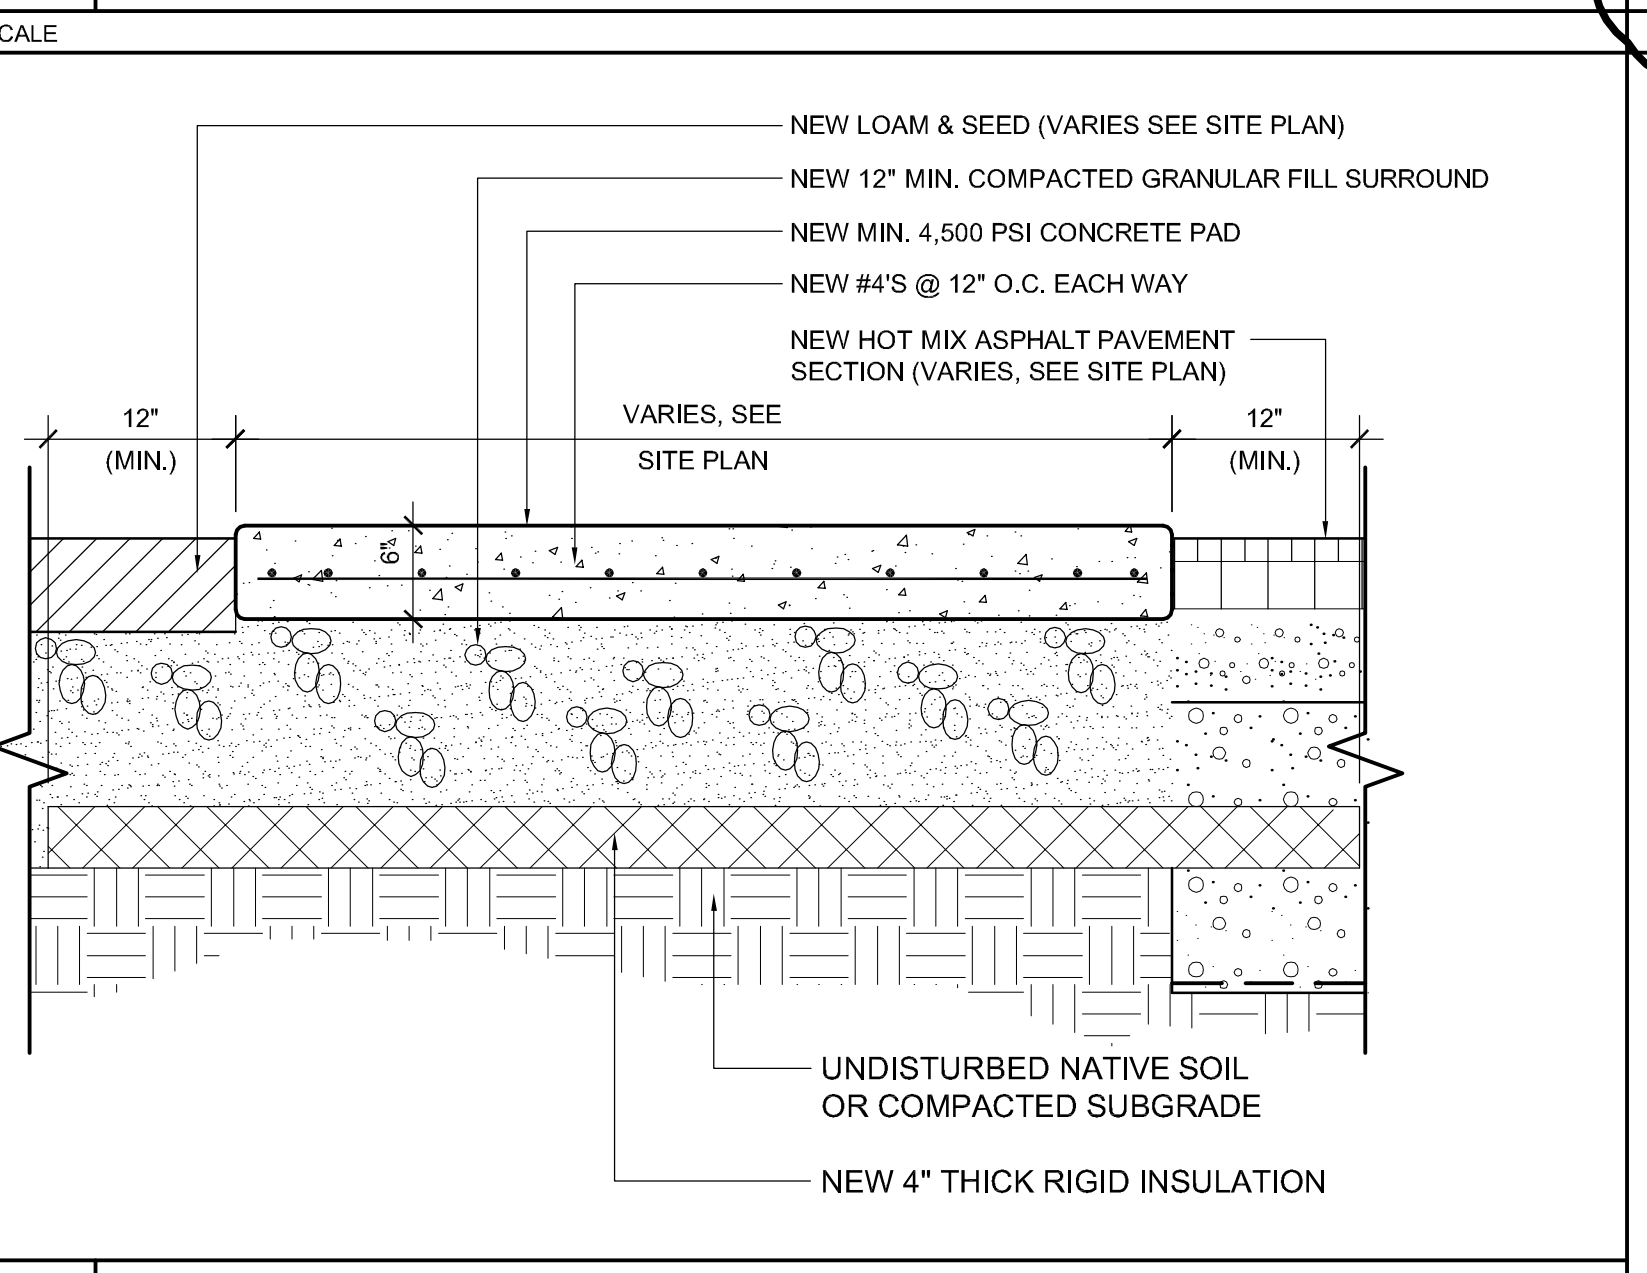 CALE
NEW LOAM & SEED (VARIES SEE SITE PLAN)
NEW 12" MIN. COMPACTED GRANULAR FILL SURROUND
NEW MIN. 4,500 PSI CONCRETE PAD
NEW #4'S @ 12" O.C. EACH WAY
NEW HOT MIX ASPHALT PAVEMENT
SECTION (VARIES, SEE SITE PLAN)
12"
(MIN.)
VARIES, SEE
SITE PLAN
12"
(MIN.)
6"
UNDISTURBED NATIVE SOIL
OR COMPACTED SUBGRADE
NEW 4" THICK RIGID INSULATION